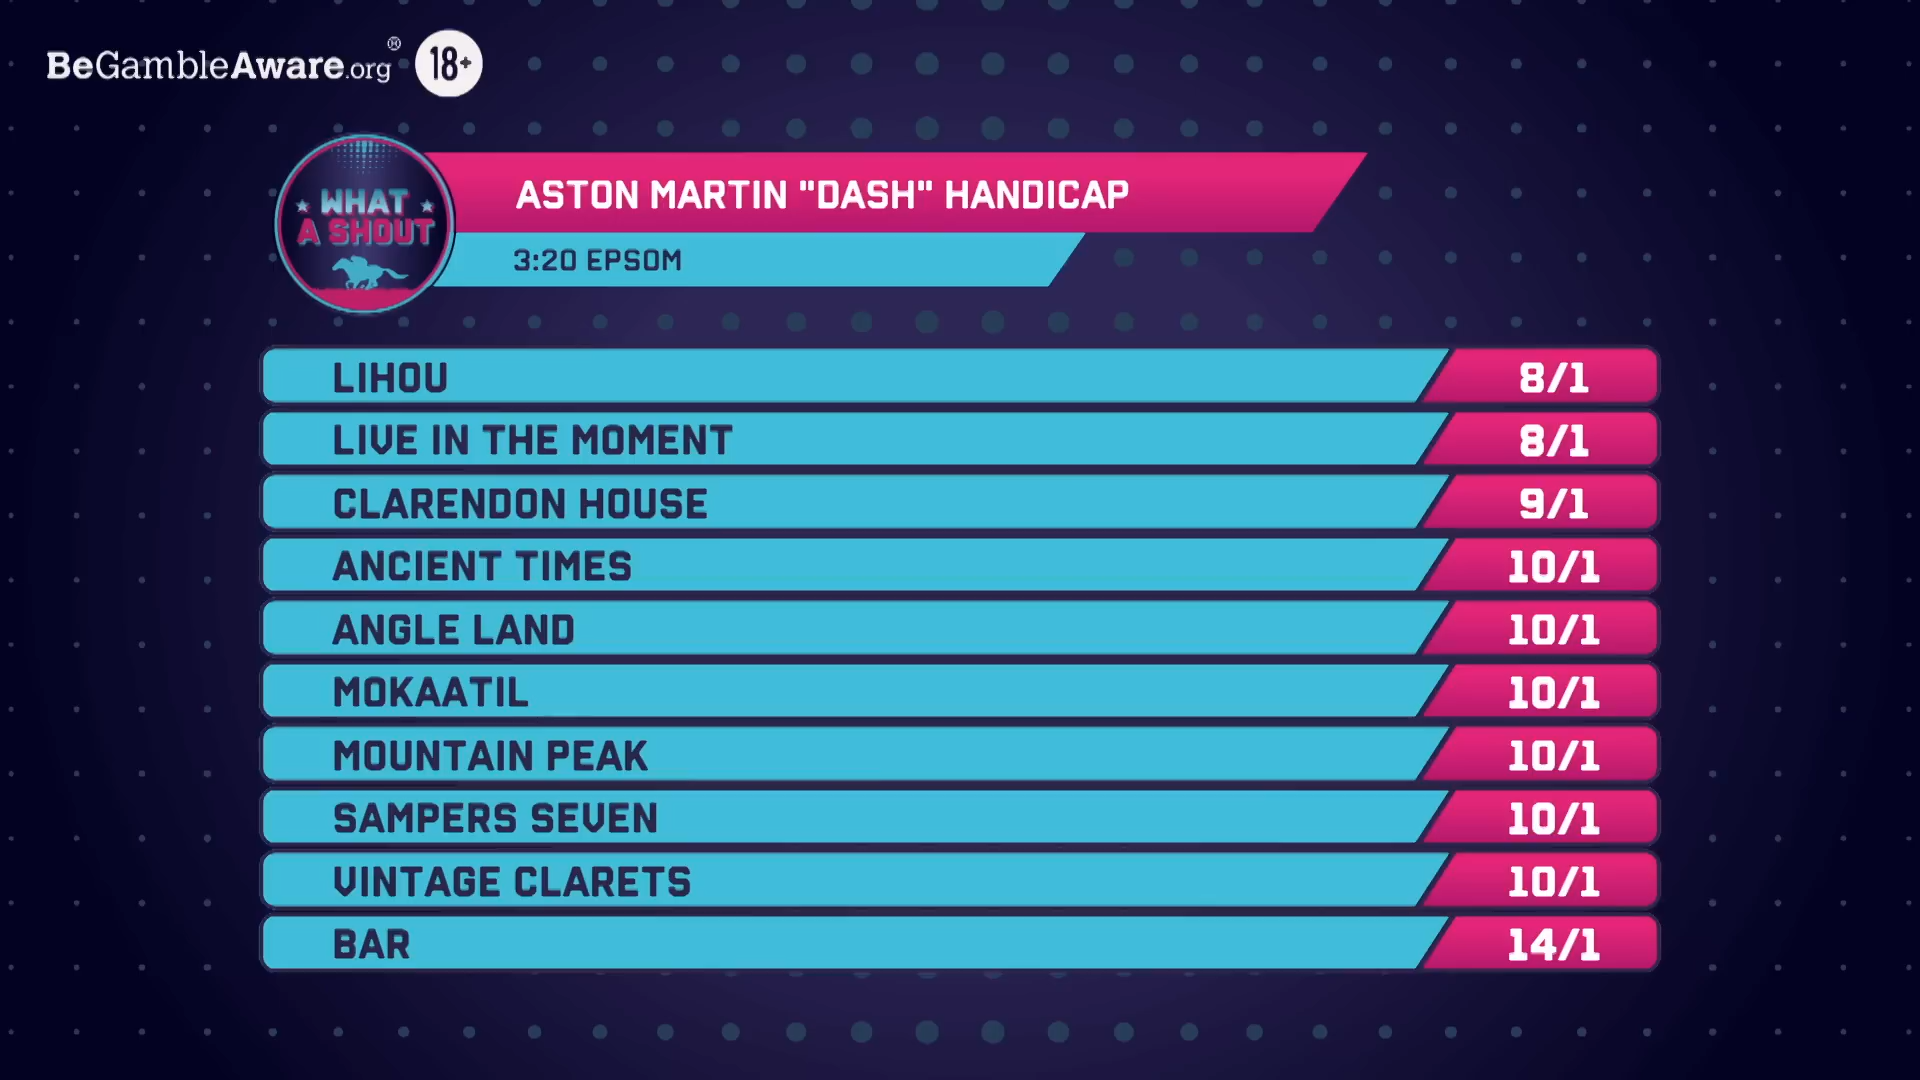 BeGambleAware.org® 18+
WHAT
A SHOUT
ASTON MARTIN "DASH" HANDICAP
3:20 EPSOM
LIHOU 8/1
LIVE IN THE MOMENT 8/1
CLARENDON HOUSE 9/1
ANCIENT TIMES 10/1
ANGLE LAND 10/1
MOKAATIL 10/1
MOUNTAIN PEAK 10/1
SAMPERS SEVEN 10/1
VINTAGE CLARETS 10/1
BAR 14/1